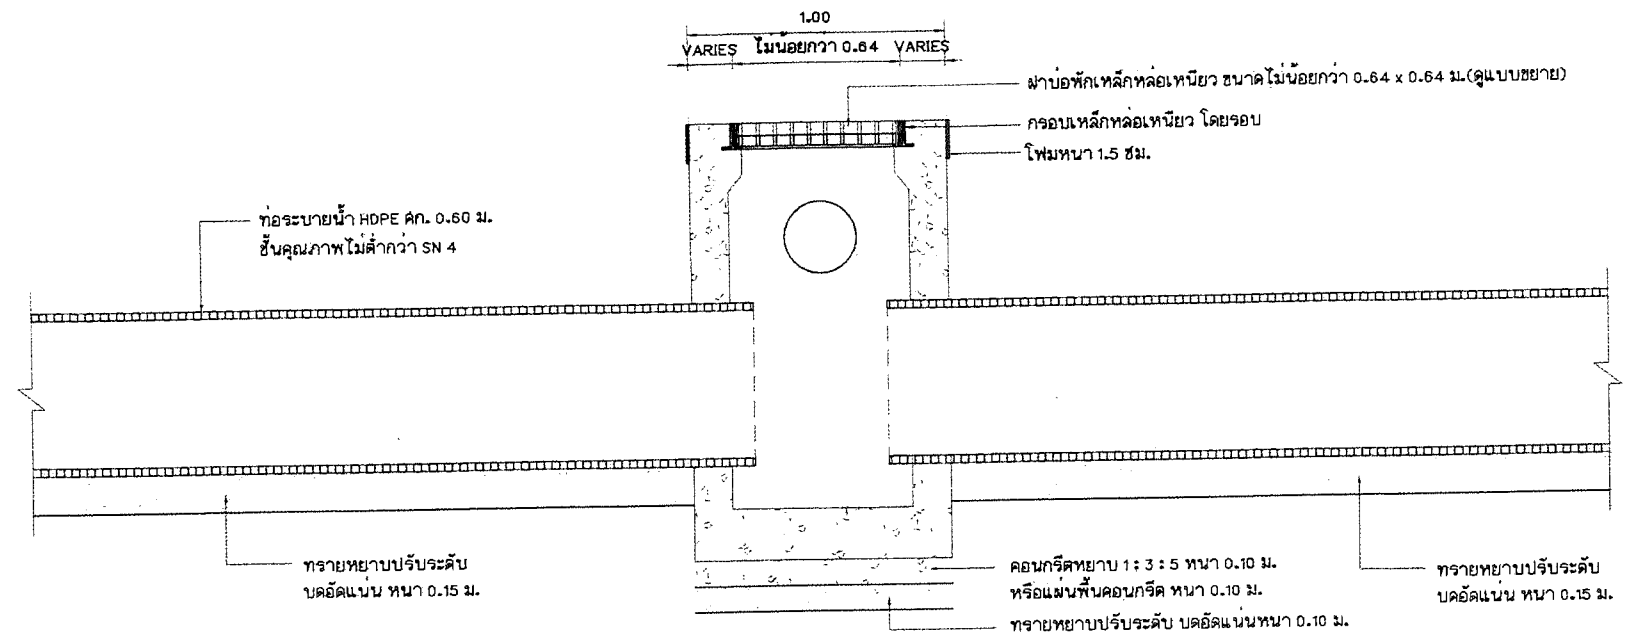 1.00
VARIES ไม่น้อยกว่า 0.64 VARIES
ฝาบ่อพักเหล็กหล่อเหนียว ขนาดไม่น้อยกว่า 0.64 x 0.64 ม.(ดูแบบขยาย)
กรอบเหล็กหล่อเหนียว โดยรอบ
โฟมหนา 1.5 ซม.
ท่อระบายน้ำ HDPE ศก. 0.60 ม.
ชั้นคุณภาพไม่ต่ำกว่า SN 4
ทรายหยาบปรับระดับ
บดอัดแน่น หนา 0.15 ม.
คอนกรีตหยาบ 1 : 3 : 5 หนา 0.10 ม.
หรือแผ่นพื้นคอนกรีต หนา 0.10 ม.
ทรายหยาบปรับระดับ บดอัดแน่นหนา 0.10 ม.
ทรายหยาบปรับระดับ
บดอัดแน่น หนา 0.15 ม.